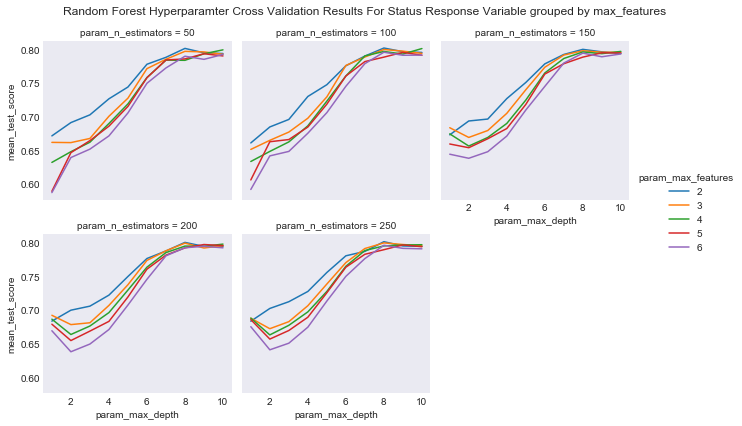 Random Forest Hyperparamter Cross Validation Results For Status Response Variable grouped by max_features
param_n_estimators = 50
param_n_estimators = 100
param_n_estimators = 150
0.80
0.75
0.70
0.65
0.60
mean_test_score
2 4 6 8 10
param_max_depth
param_max_features
2
3
4
5
6
param_n_estimators = 200
param_n_estimators = 250
0.80
0.75
0.70
0.65
0.60
mean_test_score
2 4 6 8 10
2 4 6 8 10
param_max_depth
param_max_depth